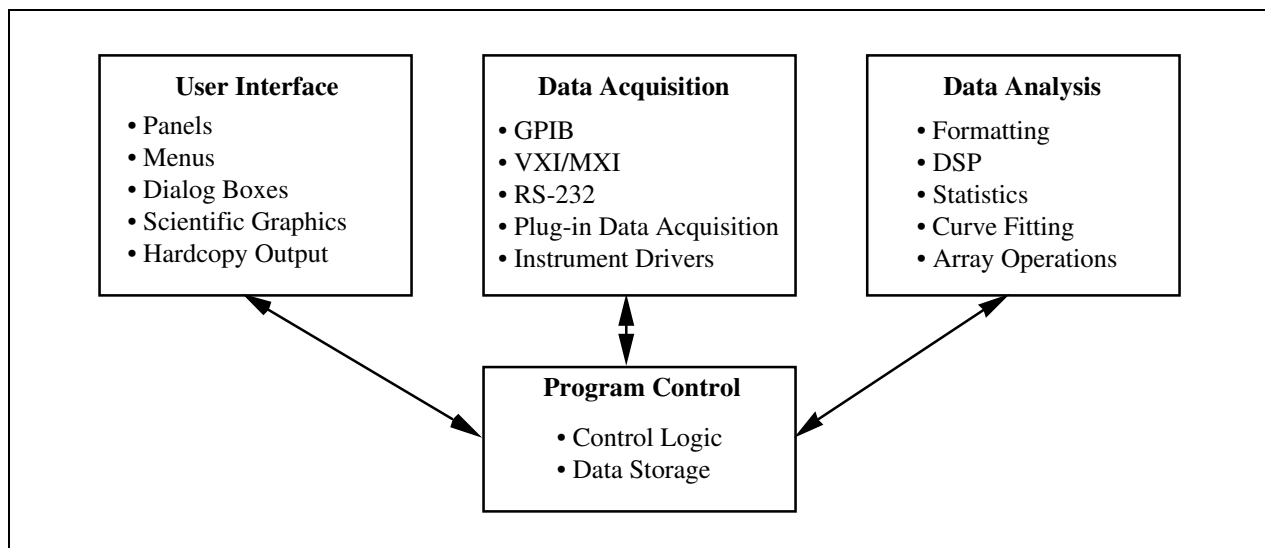 User Interface
• Panels
• Menus
• Dialog Boxes
• Scientific Graphics
• Hardcopy Output
Data Acquisition
• GPIB
• VXI/MXI
• RS-232
• Plug-in Data Acquisition
• Instrument Drivers
Data Analysis
• Formatting
• DSP
• Statistics
• Curve Fitting
• Array Operations
Program Control
• Control Logic
• Data Storage